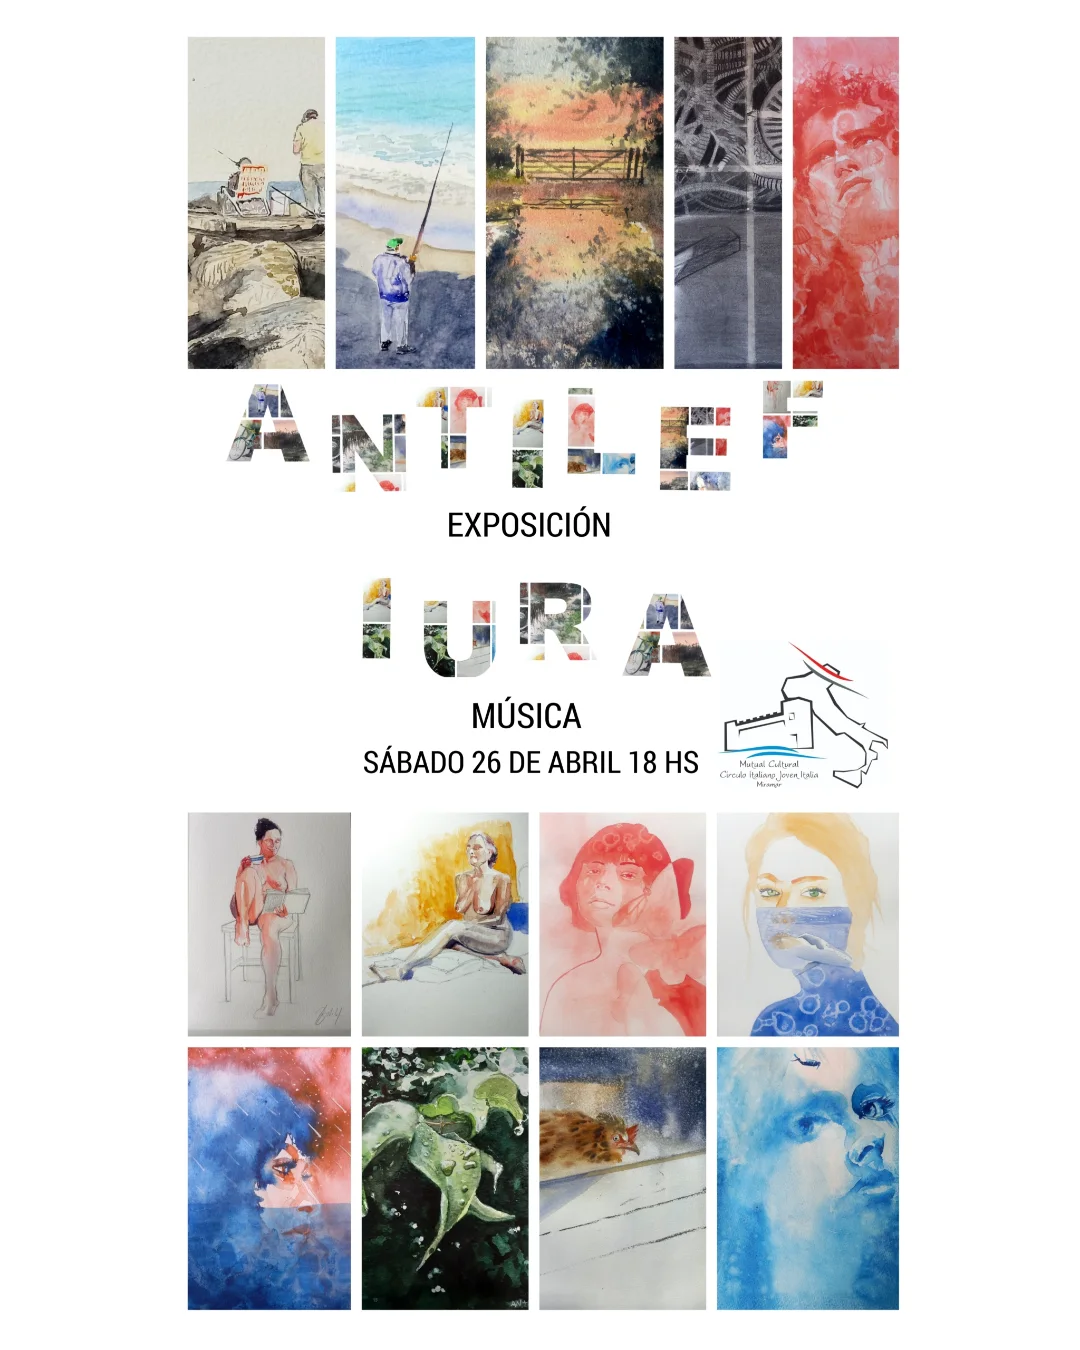 ANTILEF
EXPOSICIÓN
IURA
MÚSICA
SÁBADO 26 DE ABRIL 18 HS
Mutual Cultural
Circulo Italiano Joven Italia
Miramar